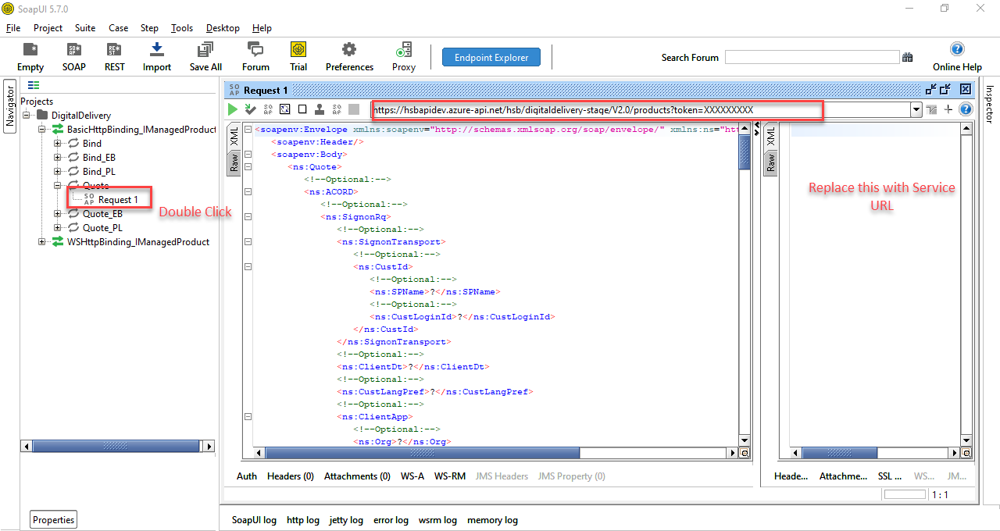 SoapUI 5.7.0
File Project Suite Case Step Tools Desktop Help
Empty SOAP REST Import Save All Forum Trial Preferences Proxy
Endpoint Explorer
Search Forum
Online Help
Navigator
Projects
DigitalDelivery
BasicHttpBinding_IManagedProduct
Bind
Bind_EB
Bind_PL
Quote
Request 1
Double Click
Quote_EB
Quote_PL
WSHttpBinding_IManagedProduct
Properties
Request 1
https://hsbapidev.azure-api.net/hsb/digitaldelivery-stage/V2.0/products?token=XXXXXXXXX
XML
Raw
<soapenv:Envelope xmlns:soapenv="http://schemas.xmlsoap.org/soap/envelope/" xmlns:ns="htt
<soapenv:Header/>
<soapenv:Body>
<ns:Quote>
<!--Optional:-->
<ns:ACORD>
<!--Optional:-->
<ns:SignonRq>
<!--Optional:-->
<ns:SignonTransport>
<!--Optional:-->
<ns:CustId>
<!--Optional:-->
<ns:SPName>?</ns:SPName>
<!--Optional:-->
<ns:CustLoginId>?</ns:CustLoginId>
</ns:CustId>
</ns:SignonTransport>
<!--Optional:-->
<ns:ClientDt>?</ns:ClientDt>
<!--Optional:-->
<ns:CustLangPref>?</ns:CustLangPref>
<!--Optional:-->
<ns:ClientApp>
<!--Optional:-->
<ns:Org>?</ns:Org>
Auth Headers (0) Attachments (0) WS-A WS-RM JMS Headers JMS Property (0)
XML
Raw
Replace this with Service
URL
Heade... Attachme... SSL ... WS... JM...
1 : 1
Inspector
SoapUI log http log jetty log error log wsrm log memory log